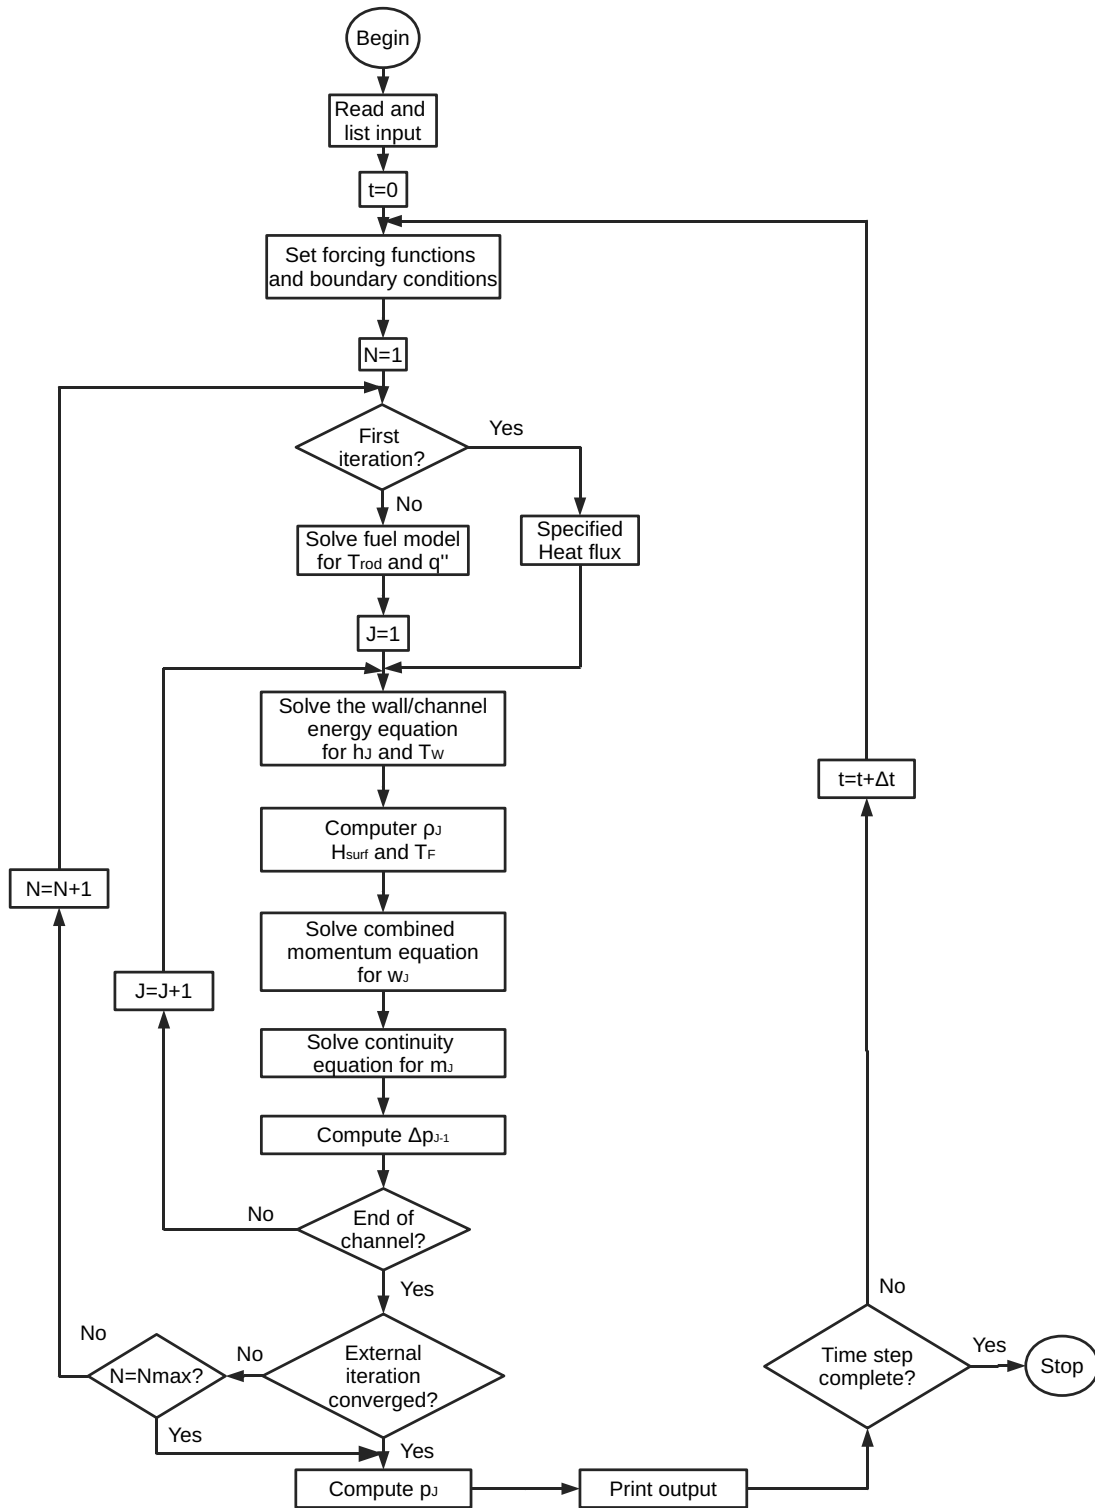 Begin
Read and
list input
t=0
Set forcing functions
and boundary conditions
N=1
First
iteration?
Yes
No
Solve fuel model
for Trod and q''
Specified
Heat flux
J=1
Solve the wall/channel
energy equation
for hJ and TW
t=t+Δt
Computer ρJ
Hsurf and TF
N=N+1
Solve combined
momentum equation
for wJ
J=J+1
Solve continuity
equation for mJ
Compute ΔpJ-1
No
End of
channel?
Yes
No
No
N=Nmax?
No
External
iteration
converged?
Time step
complete?
Yes
Stop
Yes
Yes
Compute pJ
Print output